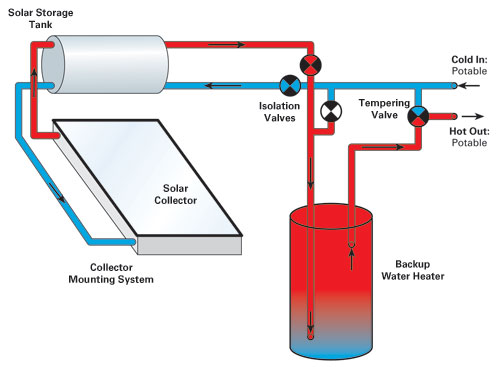 Solar Storage
Tank
Cold In:
Potable
Isolation
Valves
Tempering
Valve
Hot Out:
Potable
Solar
Collector
Collector
Mounting System
Backup
Water Heater